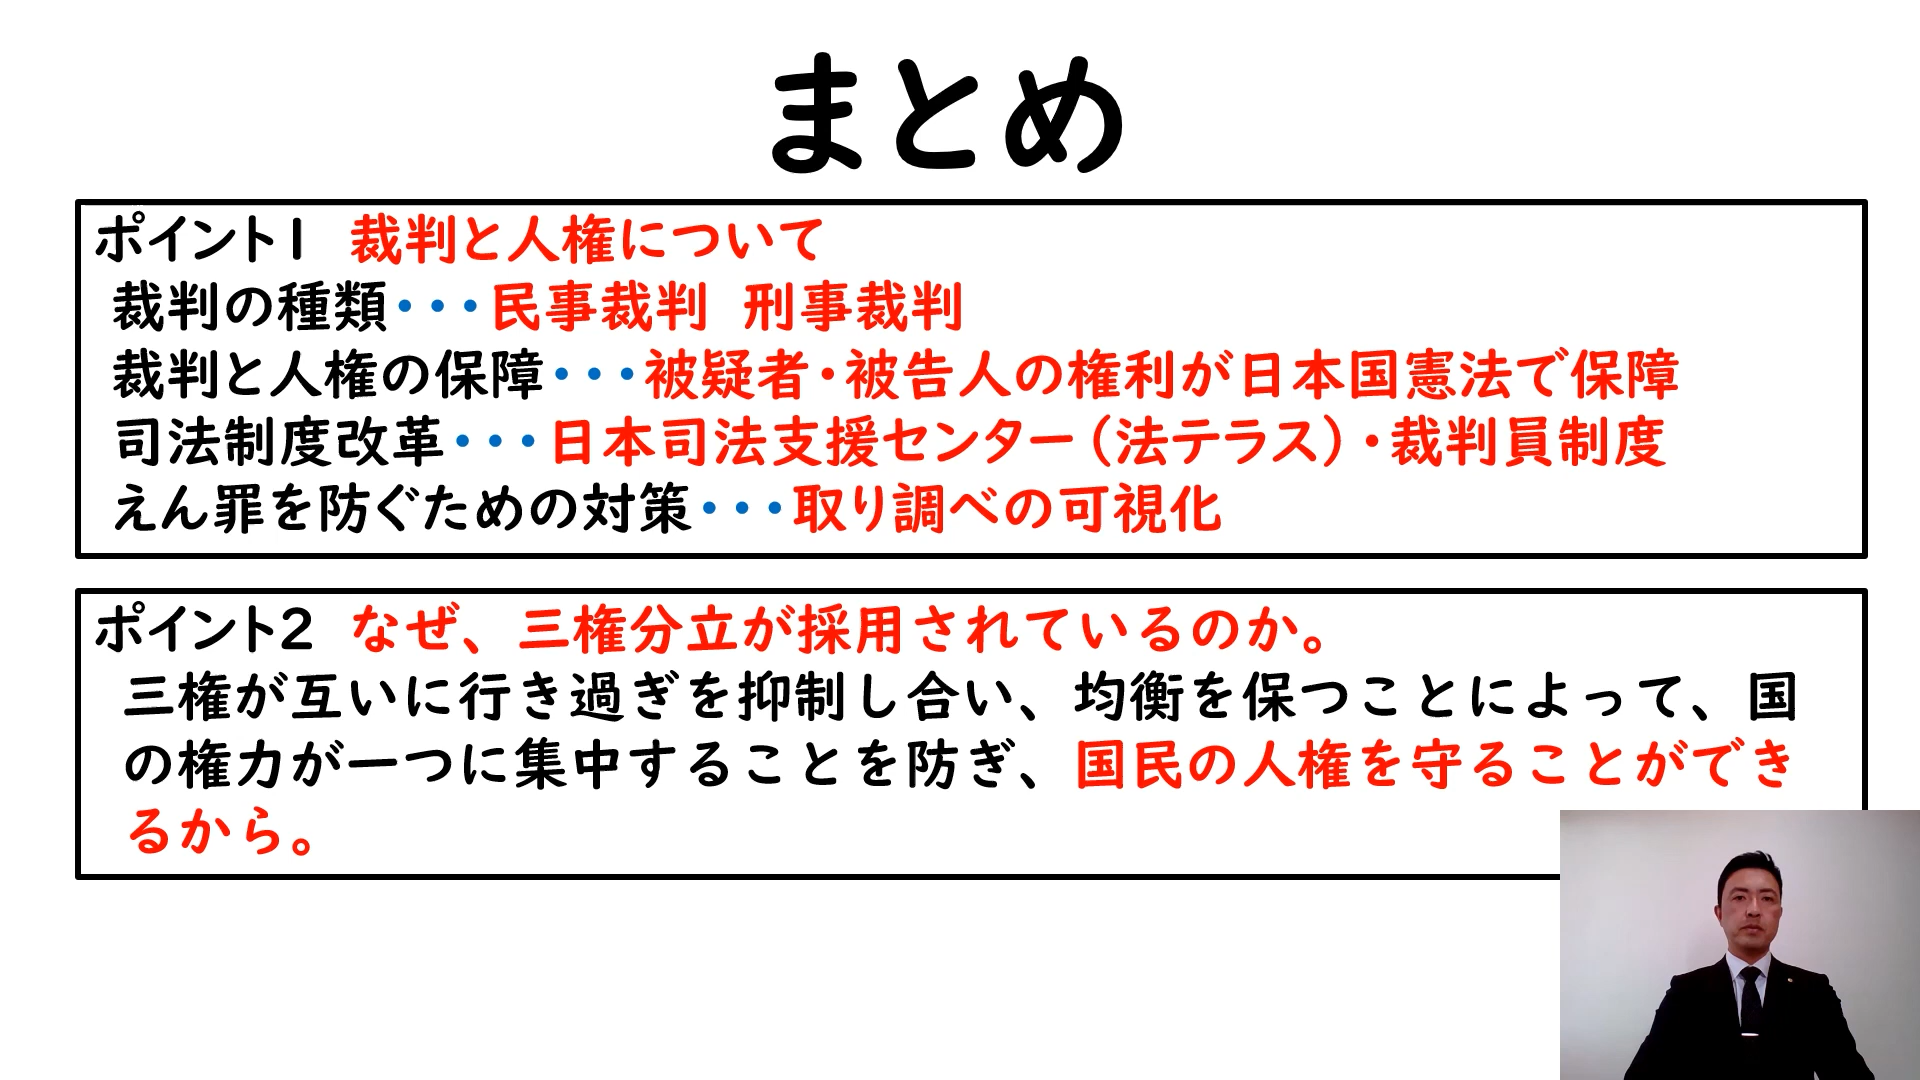 まとめ
ポイント1 裁判と人権について
裁判の種類・・・民事裁判 刑事裁判
裁判と人権の保障・・・被疑者・被告人の権利が日本国憲法で保障
司法制度改革・・・日本司法支援センター（法テラス）・裁判員制度
えん罪を防ぐための対策・・・取り調べの可視化
ポイント2 なぜ、三権分立が採用されているのか。
三権が互いに行き過ぎを抑制し合い、均衡を保つことによって、国
の権力が一つに集中することを防ぎ、国民の人権を守ることができ
るから。